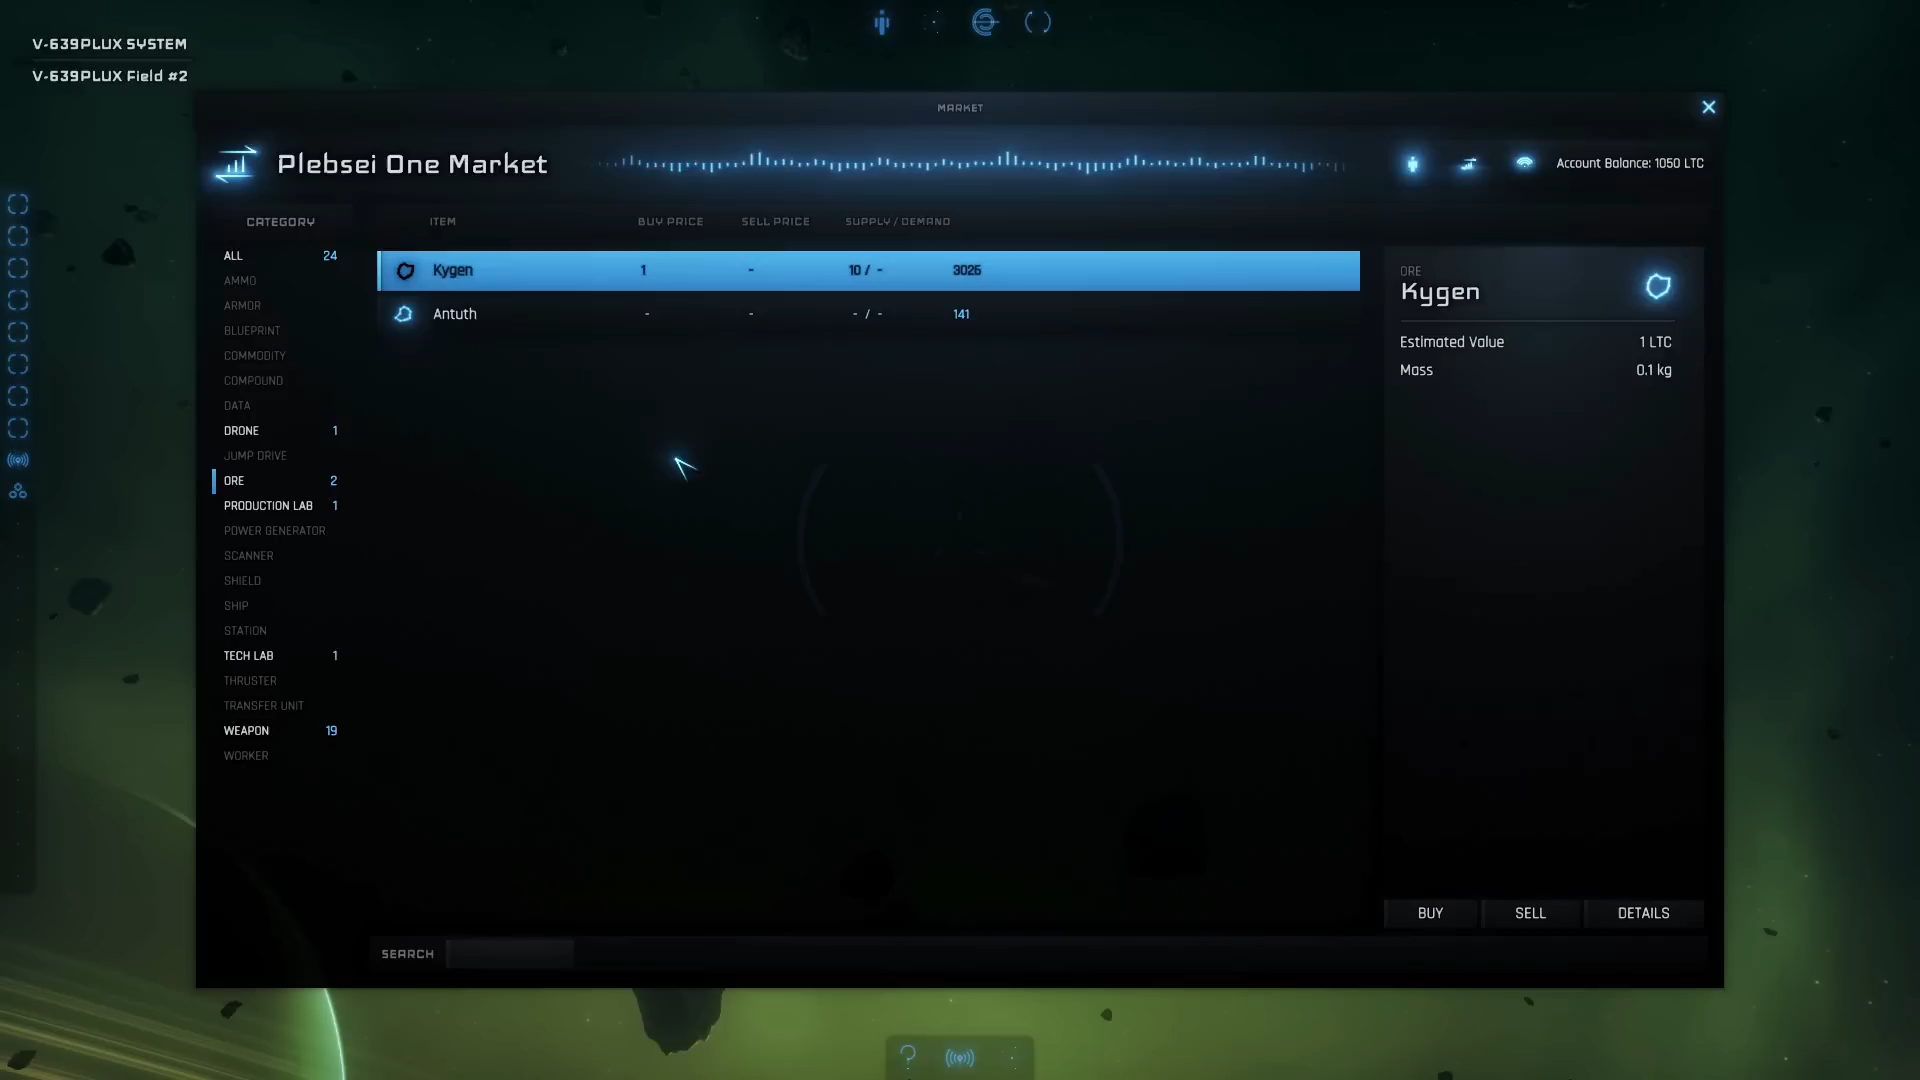 V-639PLUX SYSTEM
V-639PLUX Field #2
MARKET
Plebsei One Market
Account Balance: 1050 LTC
CATEGORY
ITEM BUY PRICE SELL PRICE SUPPLY / DEMAND
ALL 24
AMMO
ARMOR
BLUEPRINT
COMMODITY
COMPOUND
DATA
DRONE 1
JUMP DRIVE
ORE 2
PRODUCTION LAB 1
POWER GENERATOR
SCANNER
SHIELD
SHIP
STATION
TECH LAB 1
THRUSTER
TRANSFER UNIT
WEAPON 19
WORKER
Kygen 1 - 10 / - 3026
Antuth - - - / - 141
ORE
Kygen
Estimated Value 1 LTC
Mass 0.1 kg
BUY SELL DETAILS
SEARCH
?